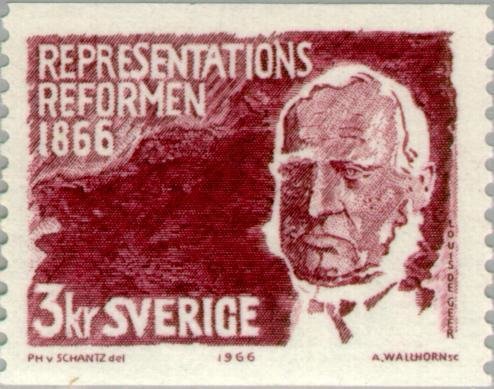 REPRESENTATIONS
REFORMEN
1866
LOUIS DE GEER
3kr SVERIGE
PH v SCHANTZ del 1966 A. WALLHORN sc